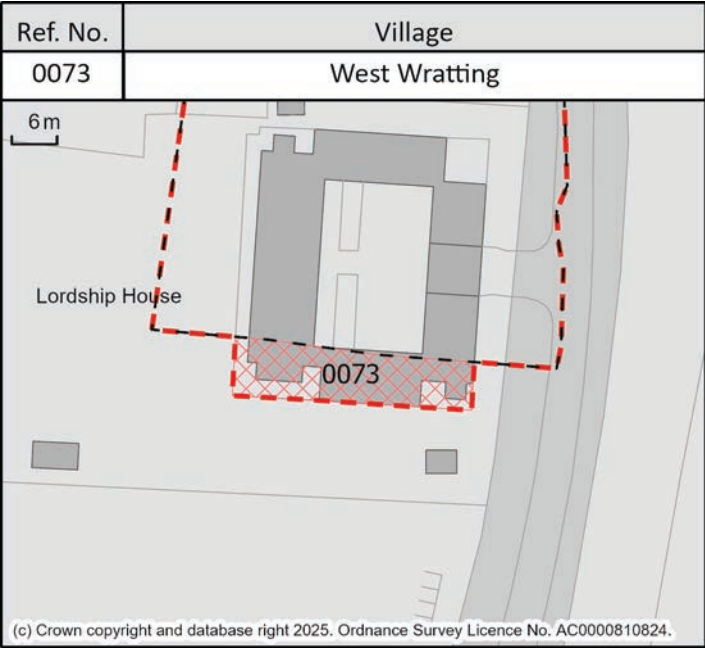 Ref. No. Village
0073 West Wratting
6 m
Lordship House
0073
(c) Crown copyright and database right 2025. Ordnance Survey Licence No. AC0000810824.